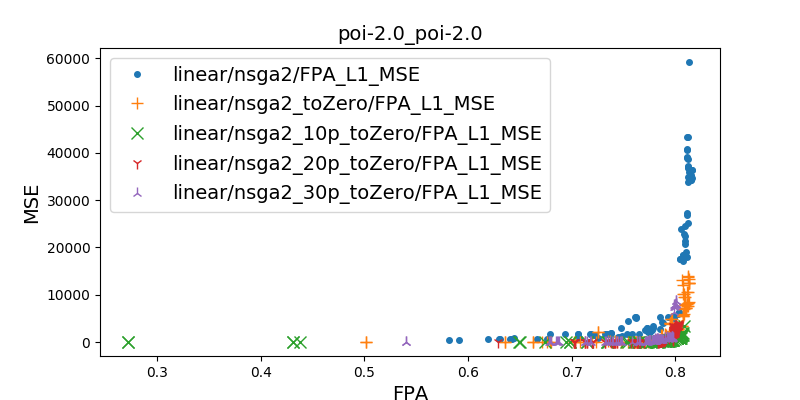 poi-2.0_poi-2.0
linear/nsga2/FPA_L1_MSE
linear/nsga2_toZero/FPA_L1_MSE
linear/nsga2_10p_toZero/FPA_L1_MSE
linear/nsga2_20p_toZero/FPA_L1_MSE
linear/nsga2_30p_toZero/FPA_L1_MSE
MSE
60000
50000
40000
30000
20000
10000
0
0.3 0.4 0.5 0.6 0.7 0.8
FPA